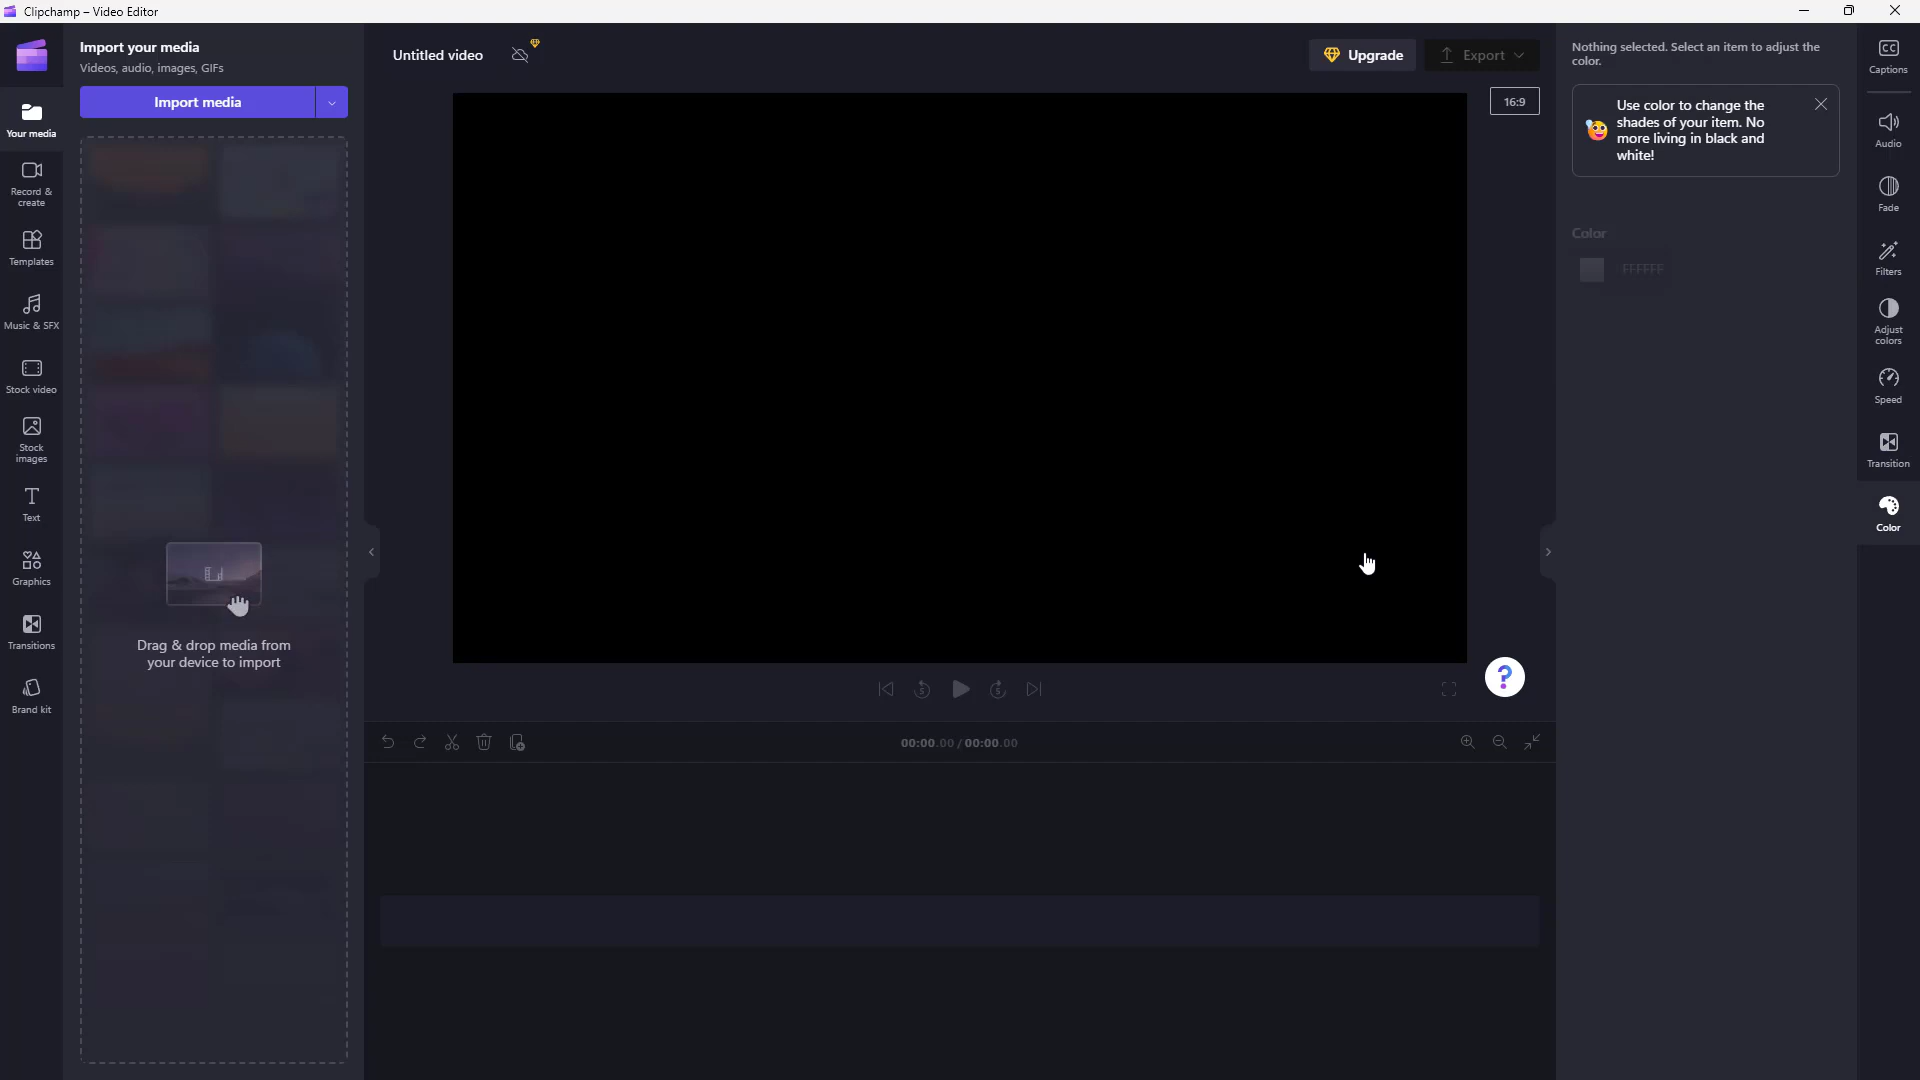 Clipchamp – Video Editor
Import your media
Videos, audio, images, GIFs
Import media
Your media
Record &
create
Templates
Music & SFX
Stock video
Stock
images
Text
Graphics
Transitions
Brand kit
Drag & drop media from
your device to import
Untitled video
Upgrade
Export
16:9
5
5
?
00:00.00 / 00:00.00
Nothing selected. Select an item to adjust the
color.
Use color to change the
shades of your item. No
more living in black and
white!
Color
FFFFFF
CC
Captions
Audio
Fade
Filters
Adjust
colors
Speed
Transition
Color